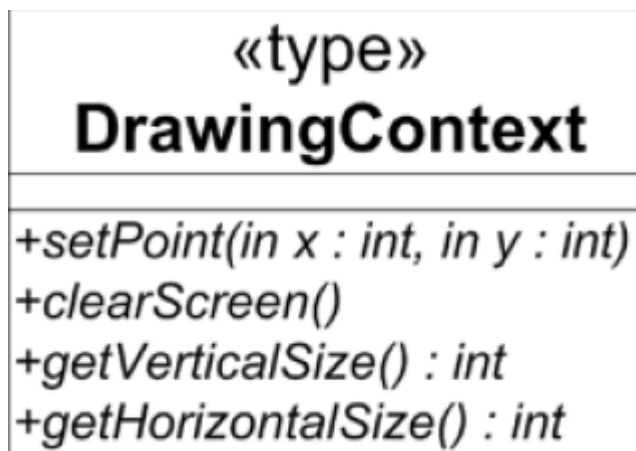 «type»
DrawingContext
+setPoint(in x : int, in y : int)
+clearScreen()
+getVerticalSize() : int
+getHorizontalSize() : int